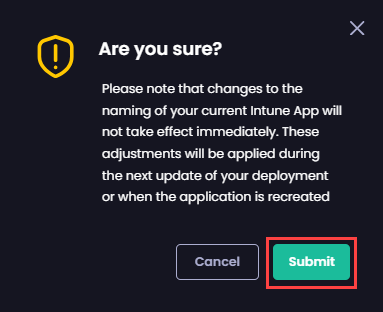 Are you sure?
Please note that changes to the
naming of your current Intune App will
not take effect immediately. These
adjustments will be applied during
the next update of your deployment
or when the application is recreated
Cancel
Submit